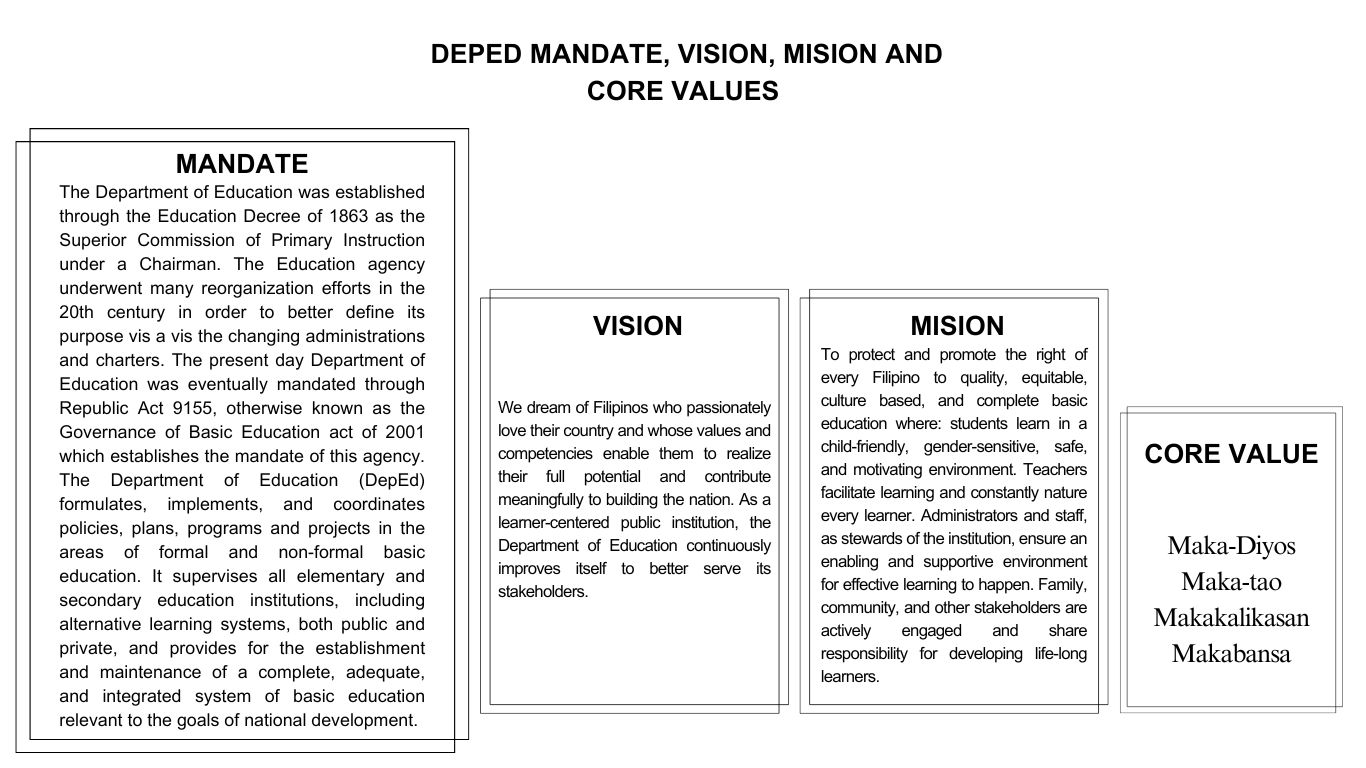 DEPED MANDATE, VISION, MISION AND
CORE VALUES
MANDATE
The Department of Education was established
through the Education Decree of 1863 as the
Superior Commission of Primary Instruction
under a Chairman. The Education agency
underwent many reorganization efforts in the
20th century in order to better define its
purpose vis a vis the changing administrations
and charters. The present day Department of
Education was eventually mandated through
Republic Act 9155, otherwise known as the
Governance of Basic Education act of 2001
which establishes the mandate of this agency.
The Department of Education (DepEd)
formulates, implements, and coordinates
policies, plans, programs and projects in the
areas of formal and non-formal basic
education. It supervises all elementary and
secondary education institutions, including
alternative learning systems, both public and
private, and provides for the establishment
and maintenance of a complete, adequate,
and integrated system of basic education
relevant to the goals of national development.
VISION
We dream of Filipinos who passionately
love their country and whose values and
competencies enable them to realize
their full potential and contribute
meaningfully to building the nation. As a
learner-centered public institution, the
Department of Education continuously
improves itself to better serve its
stakeholders.
MISION
To protect and promote the right of
every Filipino to quality, equitable,
culture based, and complete basic
education where: students learn in a
child-friendly, gender-sensitive, safe,
and motivating environment. Teachers
facilitate learning and constantly nature
every learner. Administrators and staff,
as stewards of the institution, ensure an
enabling and supportive environment
for effective learning to happen. Family,
community, and other stakeholders are
actively engaged and share
responsibility for developing life-long
learners.
CORE VALUE
Maka-Diyos
Maka-tao
Makakalikasan
Makabansa